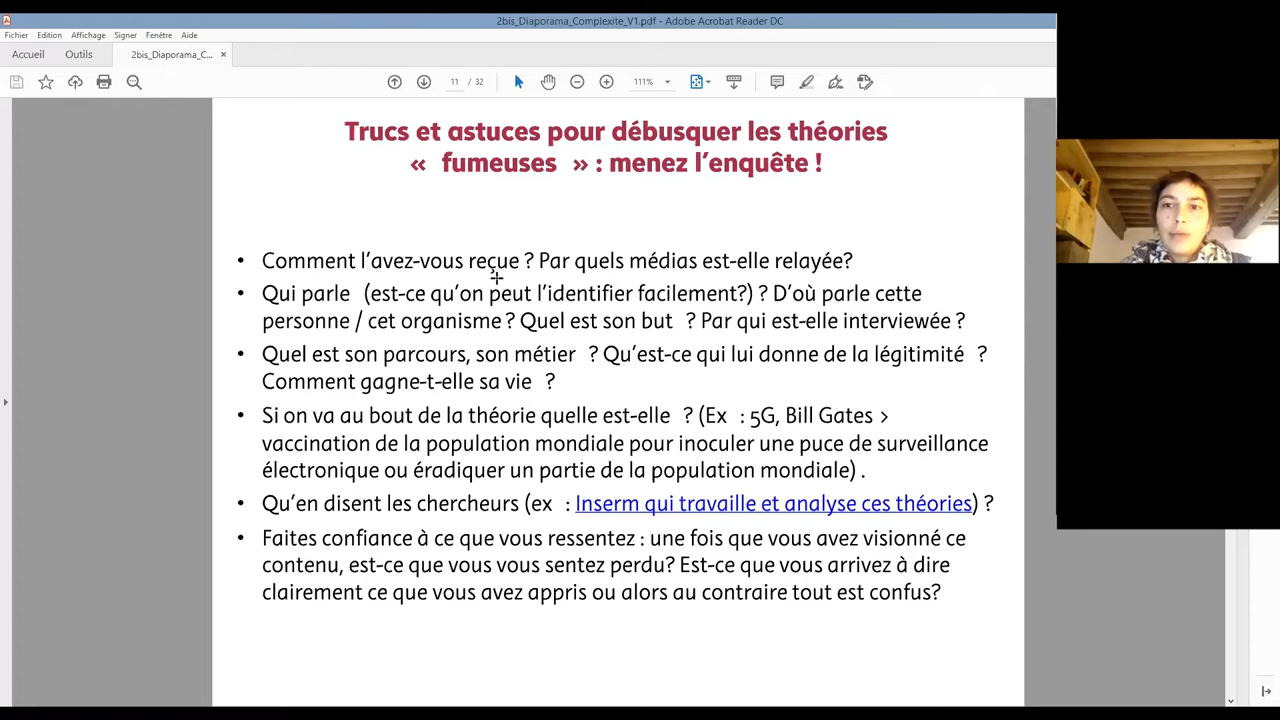 2bis_Diaporama_Complexite_V1.pdf - Adobe Acrobat Reader DC
Fichier Edition Affichage Signer Fenêtre Aide
Accueil Outils 2bis_Diaporama_C... ×
11 / 32 111%
Trucs et astuces pour débusquer les théories
« fumeuses » : menez l’enquête !
• Comment l’avez-vous reçue ? Par quels médias est-elle relayée?
• Qui parle (est-ce qu’on peut l’identifier facilement?) ? D’où parle cette
personne / cet organisme ? Quel est son but ? Par qui est-elle interviewée ?
• Quel est son parcours, son métier ? Qu’est-ce qui lui donne de la légitimité ?
Comment gagne-t-elle sa vie ?
• Si on va au bout de la théorie quelle est-elle ? (Ex : 5G, Bill Gates >
vaccination de la population mondiale pour inoculer une puce de surveillance
électronique ou éradiquer un partie de la population mondiale) .
• Qu’en disent les chercheurs (ex : Inserm qui travaille et analyse ces théories) ?
• Faites confiance à ce que vous ressentez : une fois que vous avez visionné ce
contenu, est-ce que vous vous sentez perdu? Est-ce que vous arrivez à dire
clairement ce que vous avez appris ou alors au contraire tout est confus?